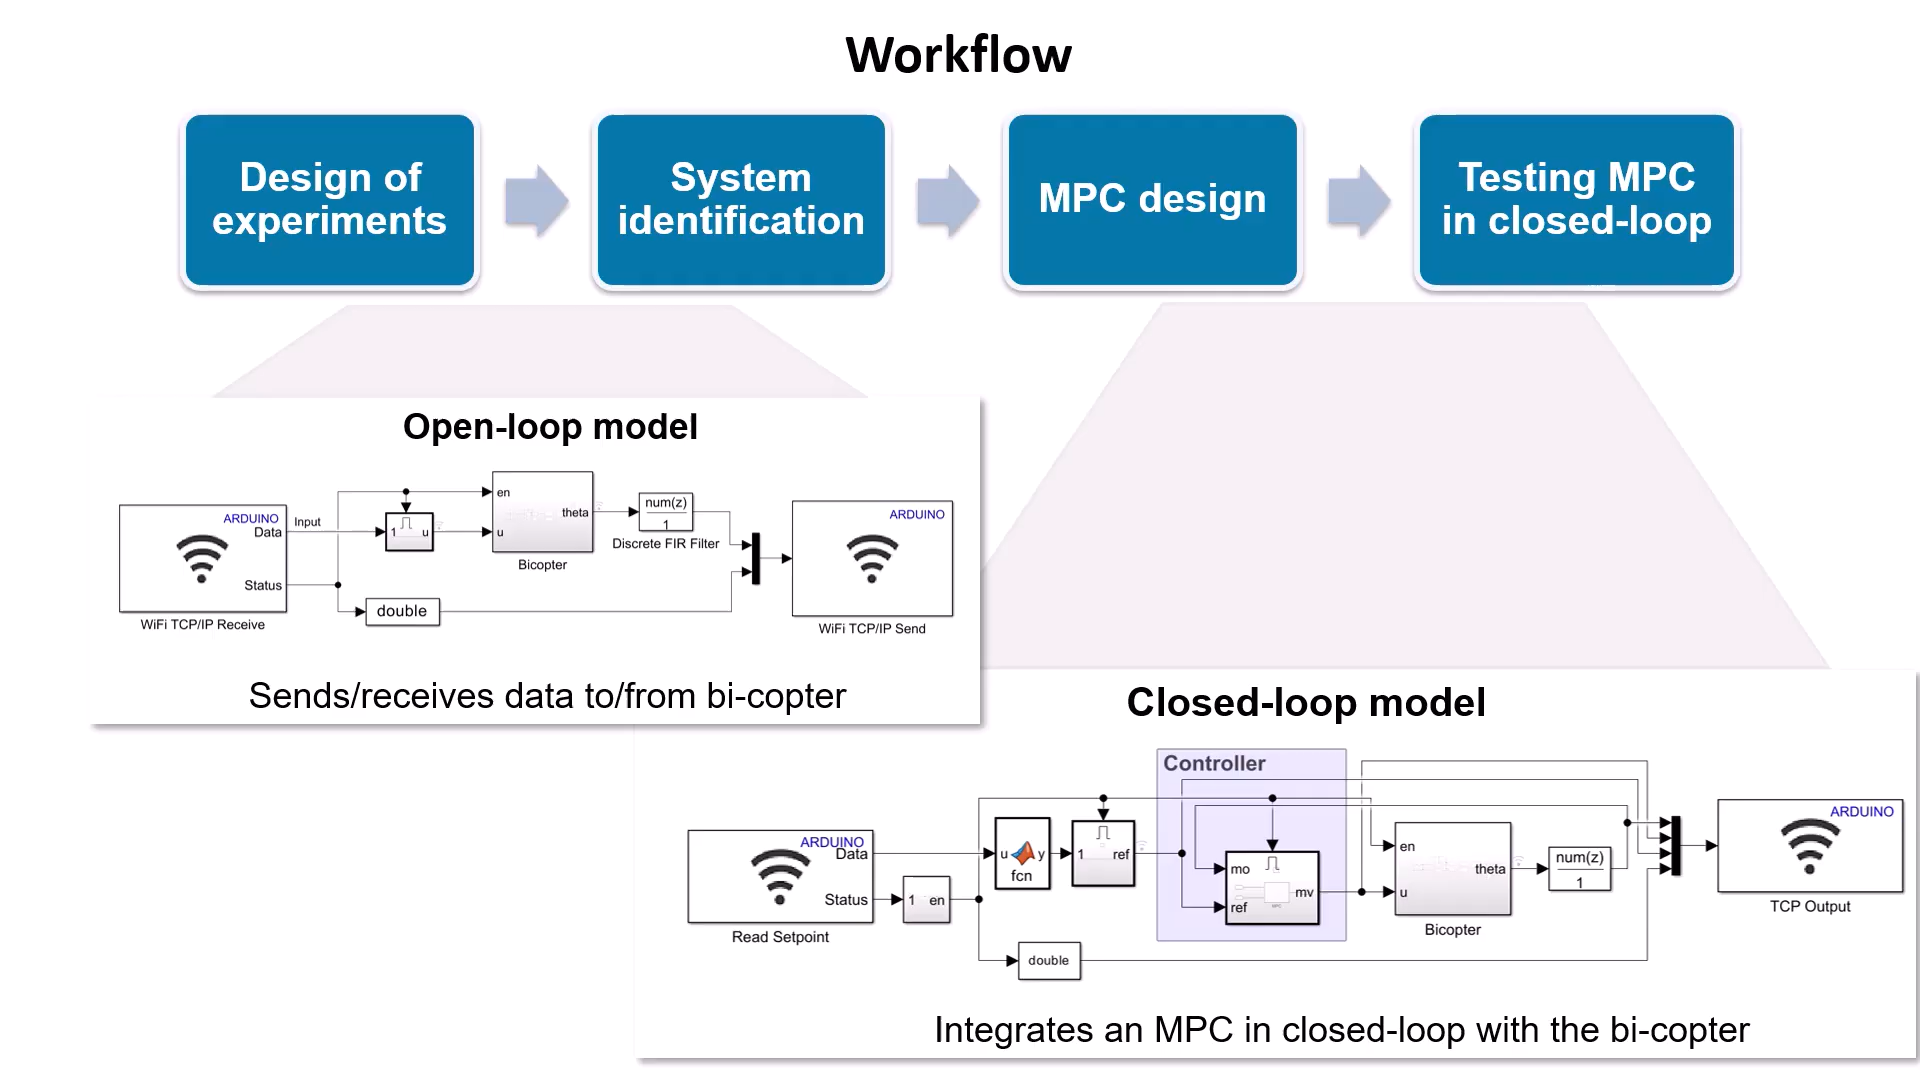 Workflow
Design of
experiments
System
identification
MPC design
Testing MPC
in closed-loop
Open-loop model
ARDUINO
Data
Status
WiFi TCP/IP Receive
Input
1 u
double
en
u
theta
Bicopter
num(z)
1
Discrete FIR Filter
ARDUINO
WiFi TCP/IP Send
Sends/receives data to/from bi-copter
Closed-loop model
ARDUINO
Data
Status
Read Setpoint
1 en
u y
fcn
1 ref
double
Controller
mo
ref
mv
en
u
theta
Bicopter
num(z)
1
ARDUINO
TCP Output
Integrates an MPC in closed-loop with the bi-copter